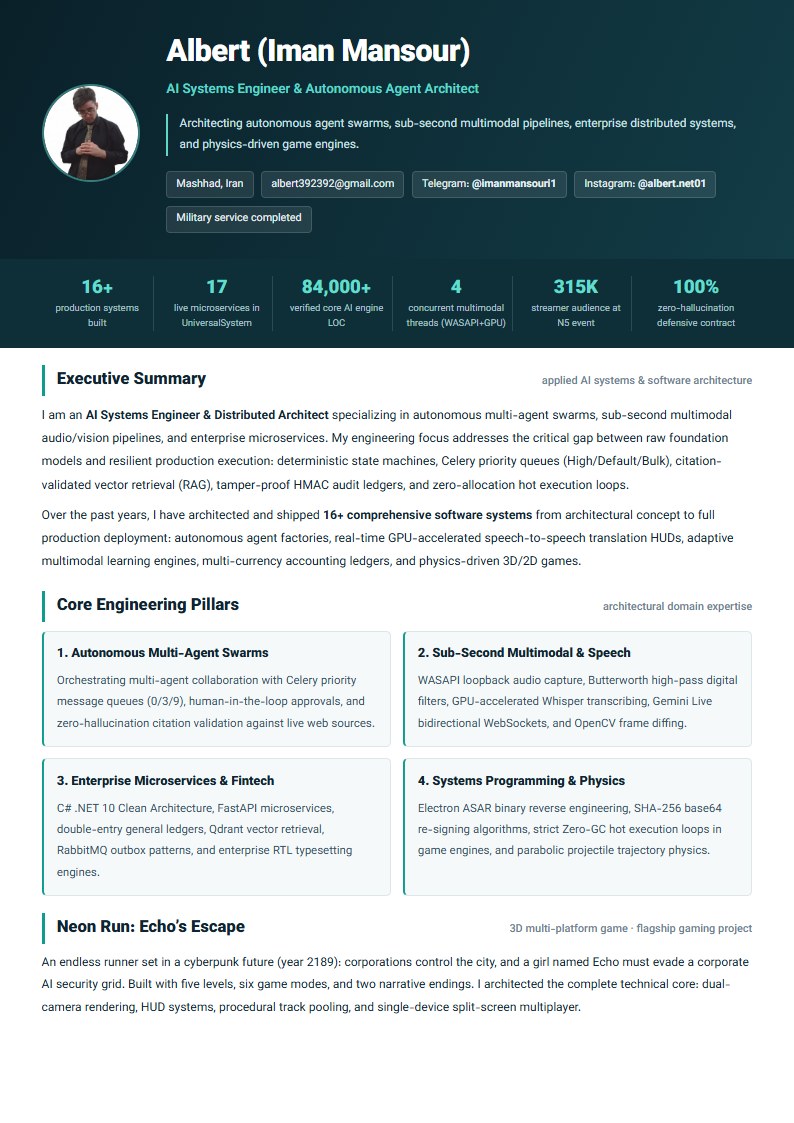 Albert (Iman Mansour)
AI Systems Engineer & Autonomous Agent Architect
Architecting autonomous agent swarms, sub-second multimodal pipelines, enterprise distributed systems,
and physics-driven game engines.
Mashhad, Iran
albert392392@gmail.com
Telegram: @imanmansouri1
Instagram: @albert.net01
Military service completed
16+
production systems
built
17
live microservices in
UniversalSystem
84,000+
verified core AI engine
LOC
4
concurrent multimodal
threads (WASAPI+GPU)
315K
streamer audience at
N5 event
100%
zero-hallucination
defensive contract
Executive Summary
applied AI systems & software architecture
I am an AI Systems Engineer & Distributed Architect specializing in autonomous multi-agent swarms, sub-second multimodal
audio/vision pipelines, and enterprise microservices. My engineering focus addresses the critical gap between raw foundation
models and resilient production execution: deterministic state machines, Celery priority queues (High/Default/Bulk), citation-
validated vector retrieval (RAG), tamper-proof HMAC audit ledgers, and zero-allocation hot execution loops.
Over the past years, I have architected and shipped 16+ comprehensive software systems from architectural concept to full
production deployment: autonomous agent factories, real-time GPU-accelerated speech-to-speech translation HUDs, adaptive
multimodal learning engines, multi-currency accounting ledgers, and physics-driven 3D/2D games.
Core Engineering Pillars
architectural domain expertise
1. Autonomous Multi-Agent Swarms
Orchestrating multi-agent collaboration with Celery priority
message queues (0/3/9), human-in-the-loop approvals, and
zero-hallucination citation validation against live web sources.
2. Sub-Second Multimodal & Speech
WASAPI loopback audio capture, Butterworth high-pass digital
filters, GPU-accelerated Whisper transcribing, Gemini Live
bidirectional WebSockets, and OpenCV frame diffing.
3. Enterprise Microservices & Fintech
C# .NET 10 Clean Architecture, FastAPI microservices,
double-entry general ledgers, Qdrant vector retrieval,
RabbitMQ outbox patterns, and enterprise RTL typesetting
engines.
4. Systems Programming & Physics
Electron ASAR binary reverse engineering, SHA-256 base64
re-signing algorithms, strict Zero-GC hot execution loops in
game engines, and parabolic projectile trajectory physics.
Neon Run: Echo's Escape
3D multi-platform game · flagship gaming project
An endless runner set in a cyberpunk future (year 2189): corporations control the city, and a girl named Echo must evade a corporate
AI security grid. Built with five levels, six game modes, and two narrative endings. I architected the complete technical core: dual-
camera rendering, HUD systems, procedural track pooling, and single-device split-screen multiplayer.